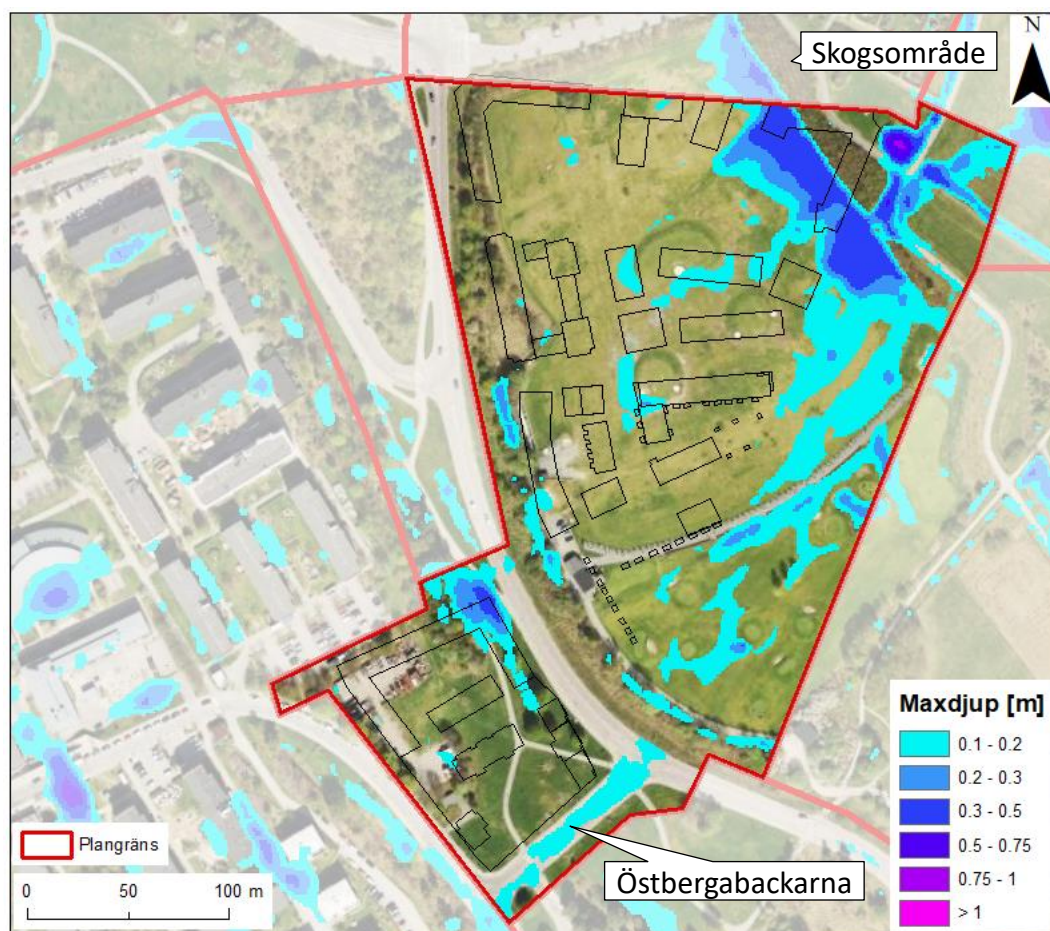 N
Skogsområde
Maxdjup [m]
0.1 - 0.2
0.2 - 0.3
0.3 - 0.5
0.5 - 0.75
0.75 - 1
> 1
Plangräns
0 50 100 m
Östbergabackarna